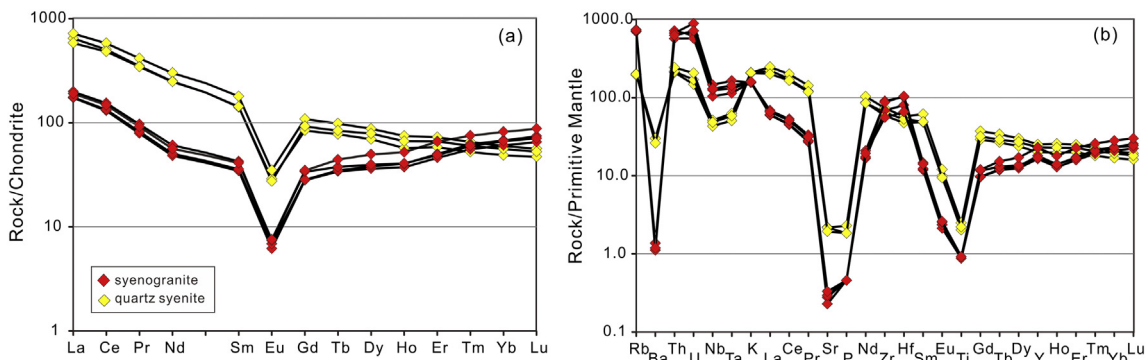 1000
100
10
1
Rock/Chondrite
(a)
syenogranite
quartz syenite
La Ce Pr Nd Sm Eu Gd Tb Dy Ho Er Tm Yb Lu
1000.0
100.0
10.0
1.0
0.1
Rock/Primitive Mantle
(b)
Rb Ba Th U Nb Ta K La Ce Pr Sr P Nd Zr Hf Sm Eu Ti Gd Tb Dy Y Ho Er Tm Yb Lu